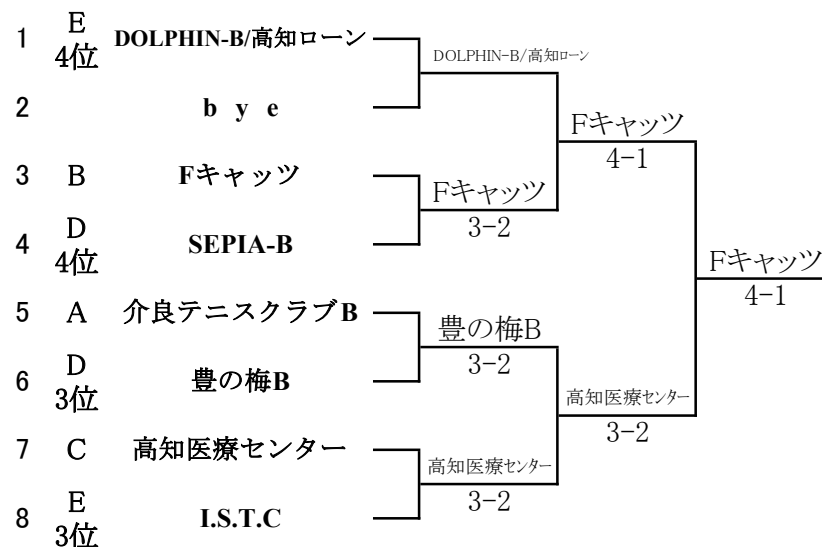 1 E 4位 DOLPHIN-B/高知ローン
DOLPHIN-B/高知ローン
2 b y e
Fキャッツ
4-1
3 B Fキャッツ
Fキャッツ
3-2
4 D 4位 SEPIA-B
Fキャッツ
4-1
5 A 介良テニスクラブB
豊の梅B
3-2
6 D 3位 豊の梅B
高知医療センター
3-2
7 C 高知医療センター
高知医療センター
3-2
8 E 3位 I.S.T.C